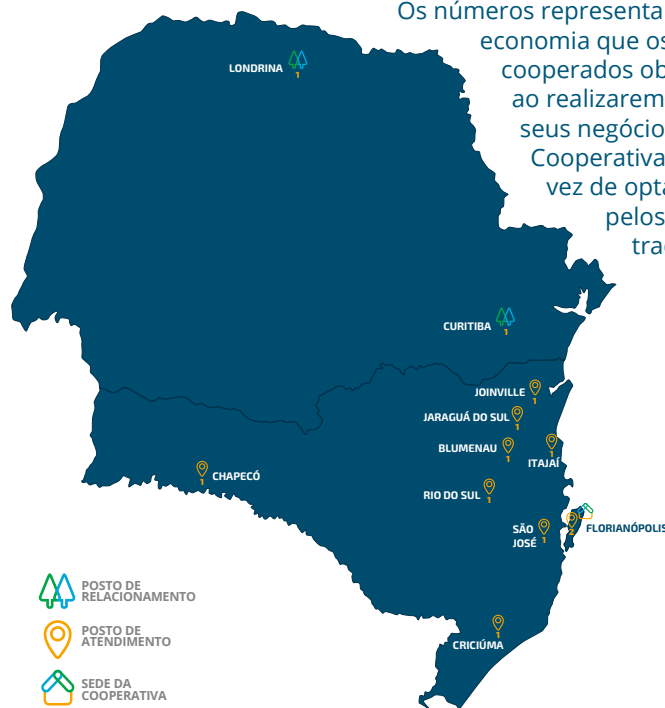 Os números representa
economia que os
cooperados ob
ao realizarem
seus negócio
Cooperativa
vez de opta
pelos
tra
LONDRINA
1
CURITIBA
1
JOINVILLE
1
JARAGUÁ DO SUL
1
BLUMENAU
1
ITAJAÍ
1
CHAPECÓ
1
RIO DO SUL
1
SÃO
JOSÉ
1
FLORIANÓPOLIS
2
CRICIÚMA
1
POSTO DE
RELACIONAMENTO
POSTO DE
ATENDIMENTO
SEDE DA
COOPERATIVA